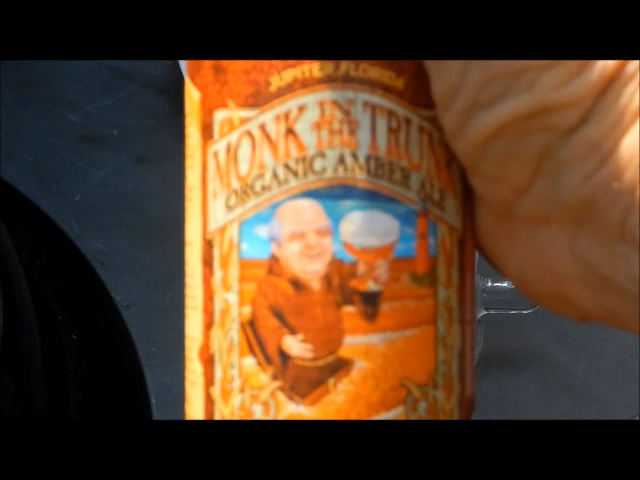 JUPITER, FLORIDA
MONK IN THE TRUNK
ORGANIC AMBER ALE